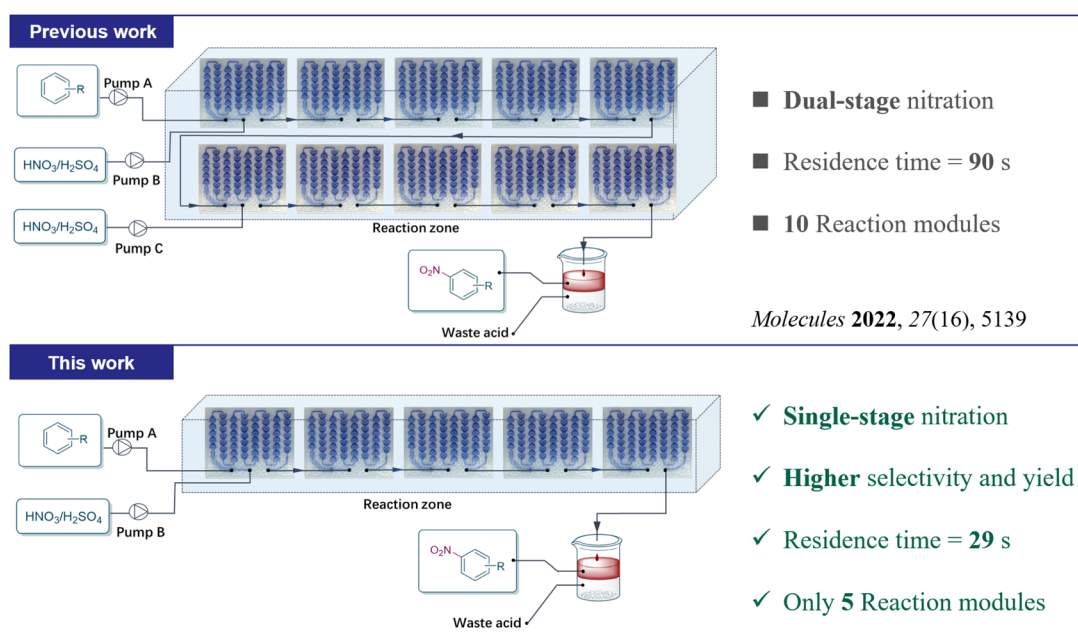 Previous work
R
Pump A
HNO3/H2SO4
Pump B
HNO3/H2SO4
Pump C
Reaction zone
O2N
R
Waste acid
■ Dual-stage nitration
■ Residence time = 90 s
■ 10 Reaction modules
Molecules 2022, 27(16), 5139
This work
R
Pump A
HNO3/H2SO4
Pump B
Reaction zone
O2N
R
Waste acid
✓ Single-stage nitration
✓ Higher selectivity and yield
✓ Residence time = 29 s
✓ Only 5 Reaction modules